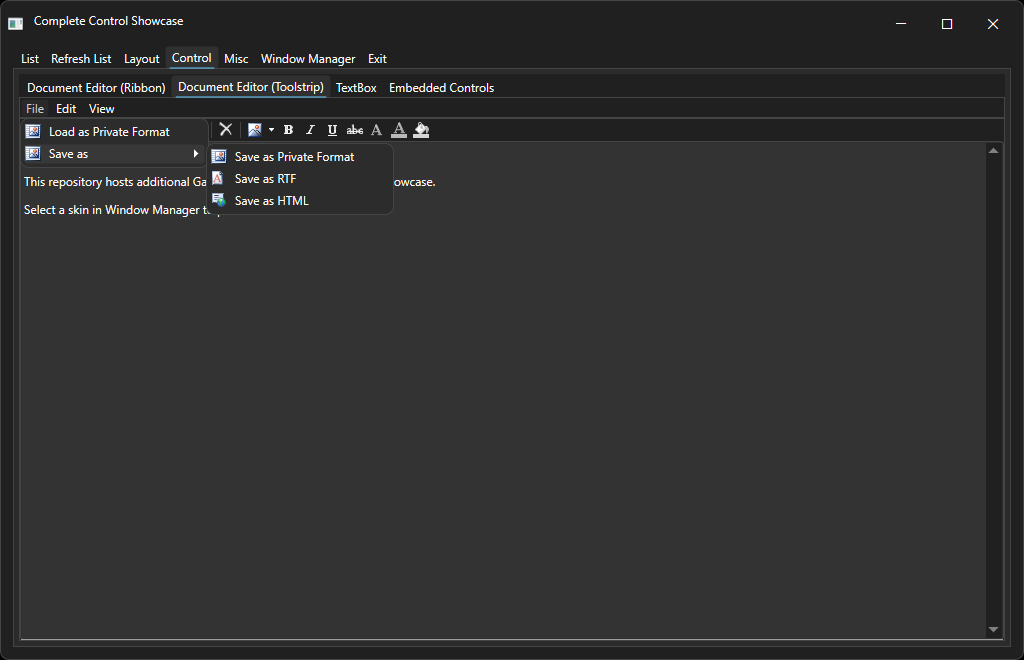 Complete Control Showcase
List Refresh List Layout Control Misc Window Manager Exit
Document Editor (Ribbon) Document Editor (Toolstrip) TextBox Embedded Controls
File Edit View
Load as Private Format
B I U abc A A
Save as
Save as Private Format
Save as RTF
Save as HTML
This repository hosts additional
Select a skin in Window Manager